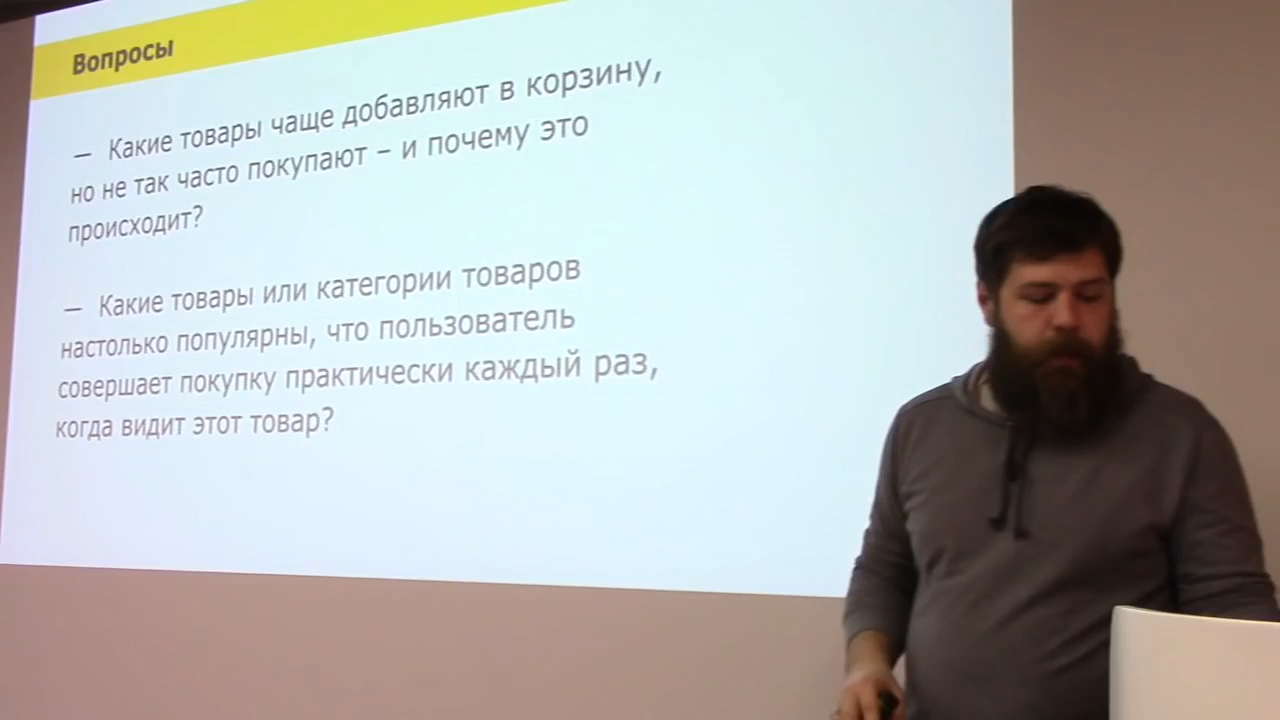 Вопросы
— Какие товары чаще добавляют в корзину,
но не так часто покупают – и почему это
происходит?
— Какие товары или категории товаров
настолько популярны, что пользователь
совершает покупку практически каждый раз,
когда видит этот товар?